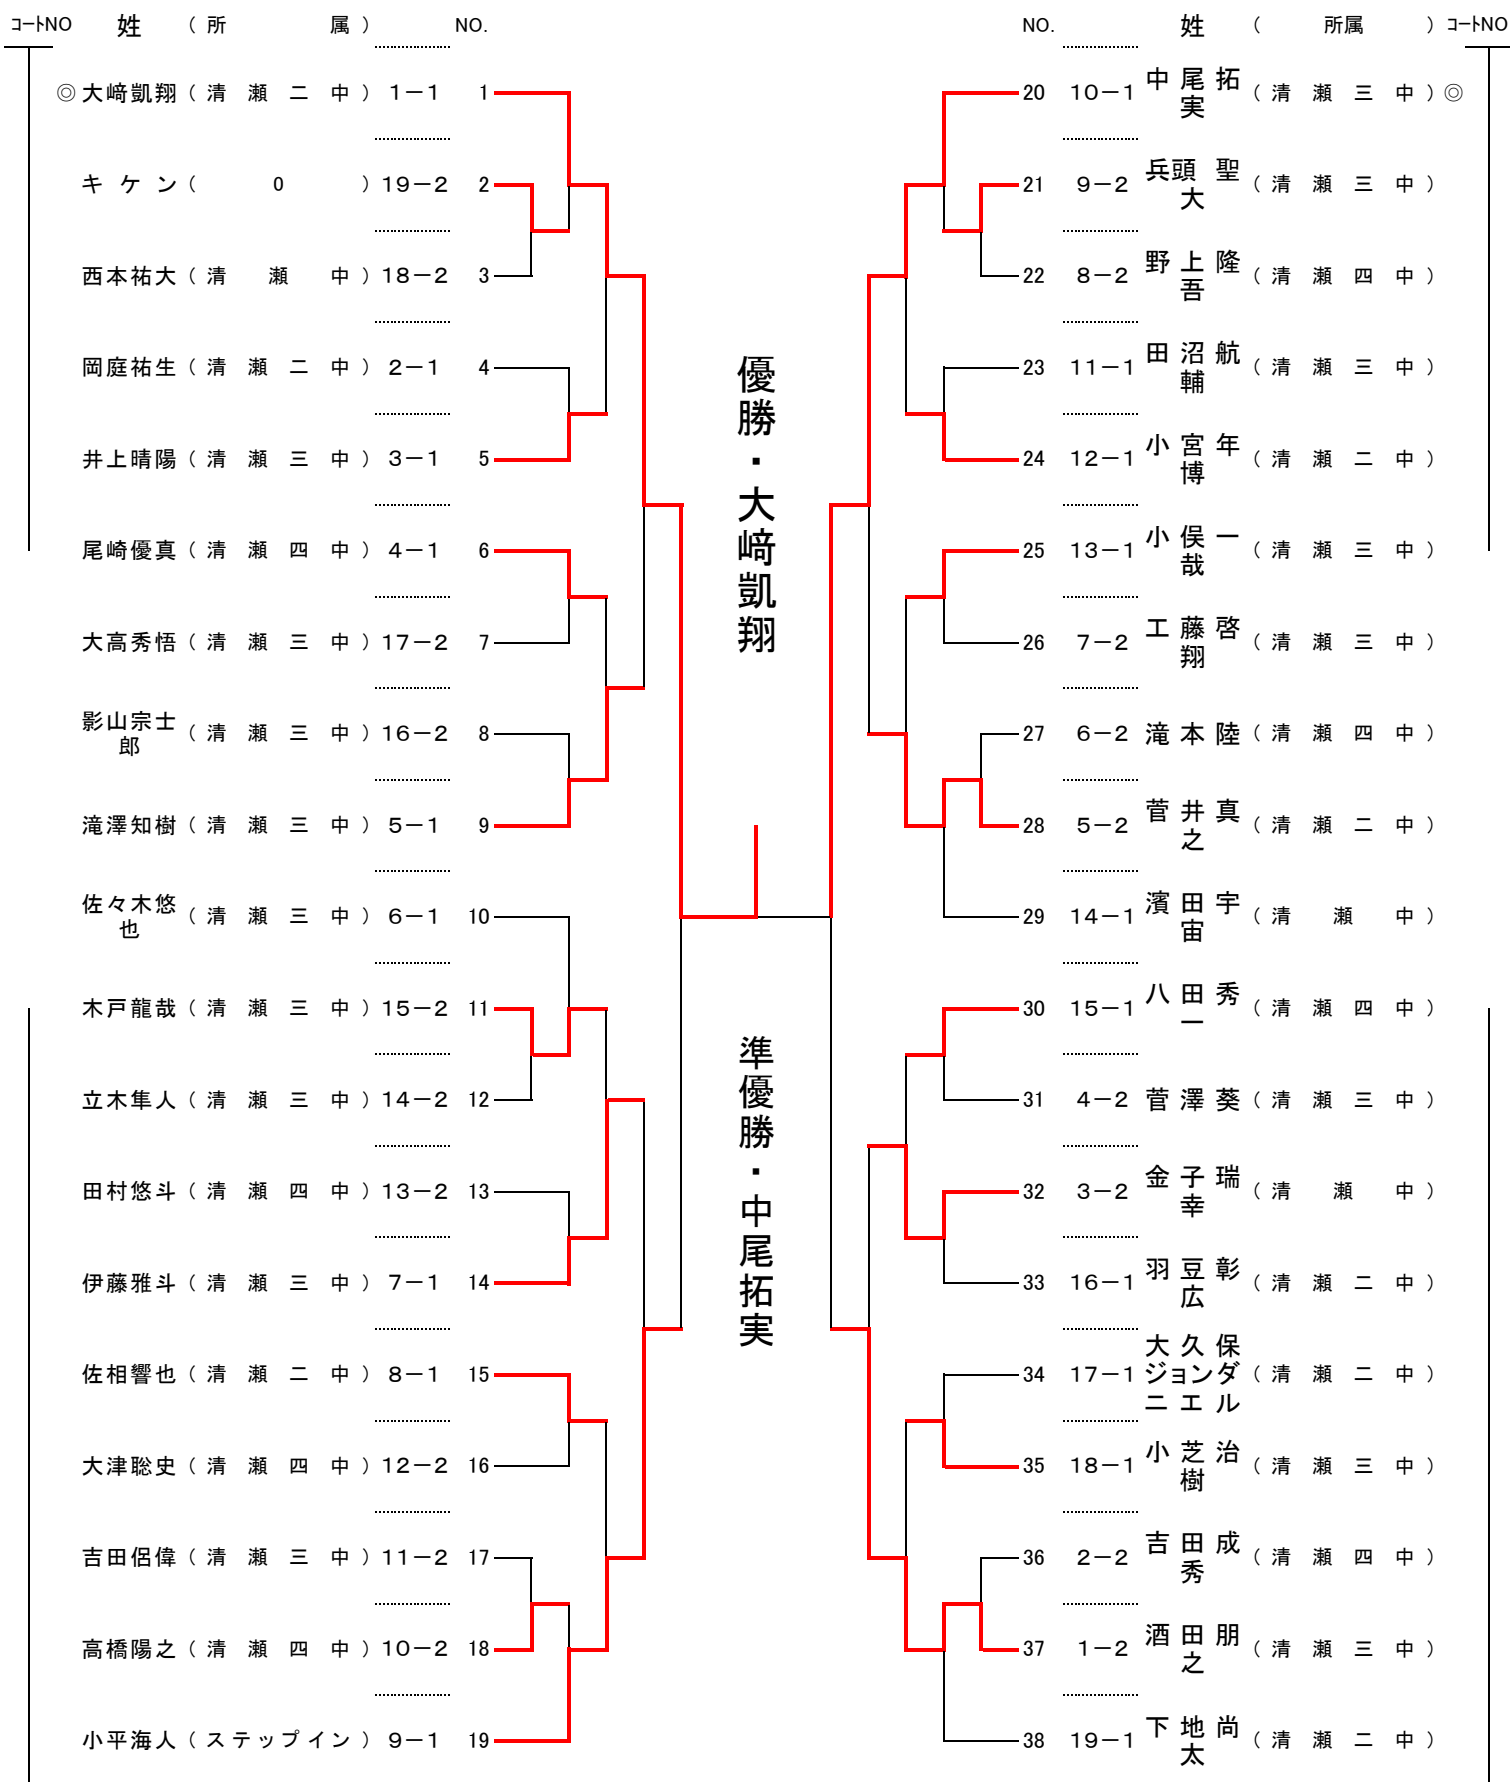 コートNO 姓 (所 属) NO.
◎大﨑凱翔(清瀬二中) 1－1 1
キケン(0) 19－2 2
西本祐大(清瀬中) 18－2 3
岡庭祐生(清瀬二中) 2－1 4
井上晴陽(清瀬三中) 3－1 5
尾崎優真(清瀬四中) 4－1 6
大高秀悟(清瀬三中) 17－2 7
影山宗士
郎
(清瀬三中) 16－2 8
滝澤知樹(清瀬三中) 5－1 9
佐々木悠
也
(清瀬三中) 6－1 10
木戸龍哉(清瀬三中) 15－2 11
立木隼人(清瀬三中) 14－2 12
田村悠斗(清瀬四中) 13－2 13
伊藤雅斗(清瀬三中) 7－1 14
佐相響也(清瀬二中) 8－1 15
大津聡史(清瀬四中) 12－2 16
吉田侶偉(清瀬三中) 11－2 17
高橋陽之(清瀬四中) 10－2 18
小平海人(ステップイン) 9－1 19
優勝・大﨑凱翔
準優勝・中尾拓実
NO. 姓 (所属) コートNO
20 10－1 中尾拓
実
(清瀬三中)◎
21 9－2 兵頭聖
大
(清瀬三中)
22 8－2 野上隆
吾
(清瀬四中)
23 11－1 田沼航
輔
(清瀬三中)
24 12－1 小宮年
博
(清瀬二中)
25 13－1 小俣一
哉
(清瀬三中)
26 7－2 工藤啓
翔
(清瀬三中)
27 6－2 滝本陸(清瀬四中)
28 5－2 菅井真
之
(清瀬二中)
29 14－1 濱田宇
宙
(清瀬中)
30 15－1 八田秀
一
(清瀬四中)
31 4－2 菅澤葵(清瀬三中)
32 3－2 金子瑞
幸
(清瀬中)
33 16－1 羽豆彰
広
(清瀬二中)
34 17－1 大久保
ジョンダ
ニエル
(清瀬二中)
35 18－1 小芝治
樹
(清瀬三中)
36 2－2 吉田成
秀
(清瀬四中)
37 1－2 酒田朋
之
(清瀬三中)
38 19－1 下地尚
太
(清瀬二中)